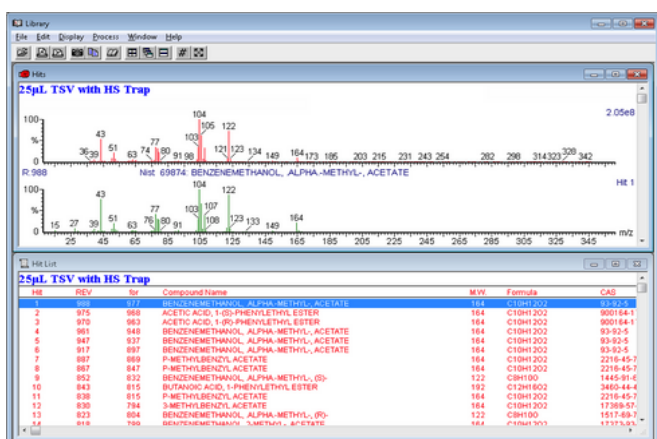 Library
File Edit Display Process Window Help
Hits
25µL TSV with HS Trap
2.05e8
100
%
36 39 43 51 63 74 77 80 91 98 103 104 105 121 122 123 134 149 164 173 185 203 215 231 243 254 282 298 314 323 328 342
R:988 Nist 69874: BENZENEMETHANOL, .ALPHA.-METHYL-, ACETATE Hit 1
100
%
15 27 39 43 51 63 76 77 80 91 103 104 107 108 122 123 133 149 164
m/z
25 45 65 85 105 125 145 165 185 205 225 245 265 285 305 325 345
Hit List
25µL TSV with HS Trap
Hit REV for Compound Name M.W. Formula CAS
1 988 977 BENZENEMETHANOL, .ALPHA.-METHYL-, ACETATE 164 C10H12O2 93-92-5
2 975 968 ACETIC ACID, 1-(S)-PHENYLETHYL ESTER 164 C10H12O2 900164-1
3 970 963 ACETIC ACID, 1-(R)-PHENYLETHYL ESTER 164 C10H12O2 900164-1
4 961 948 BENZENEMETHANOL, .ALPHA.-METHYL-, ACETATE 164 C10H12O2 93-92-5
5 947 937 BENZENEMETHANOL, .ALPHA.-METHYL-, ACETATE 164 C10H12O2 93-92-5
6 917 897 BENZENEMETHANOL, .ALPHA.-METHYL-, ACETATE 164 C10H12O2 93-92-5
7 887 869 P-METHYLBENZYL ACETATE 164 C10H12O2 2216-45-7
8 867 847 P-METHYLBENZYL ACETATE 164 C10H12O2 2216-45-7
9 852 832 BENZENEMETHANOL, .ALPHA.-METHYL-, (S)- 122 C8H10O 1445-91-6
10 843 815 BUTANOIC ACID, 1-PHENYLETHYL ESTER 192 C12H16O2 3460-44-4
11 838 815 P-METHYLBENZYL ACETATE 164 C10H12O2 2216-45-7
12 830 794 3-METHYLBENZYL ACETATE 164 C10H12O2 17369-57-
13 823 804 BENZENEMETHANOL, .ALPHA.-METHYL-, (R)- 122 C8H10O 1517-69-7
14 818 799 BENZENEMETHANOL, 2-METHYL-, ACETATE 164 C10H12O2 17373-93-